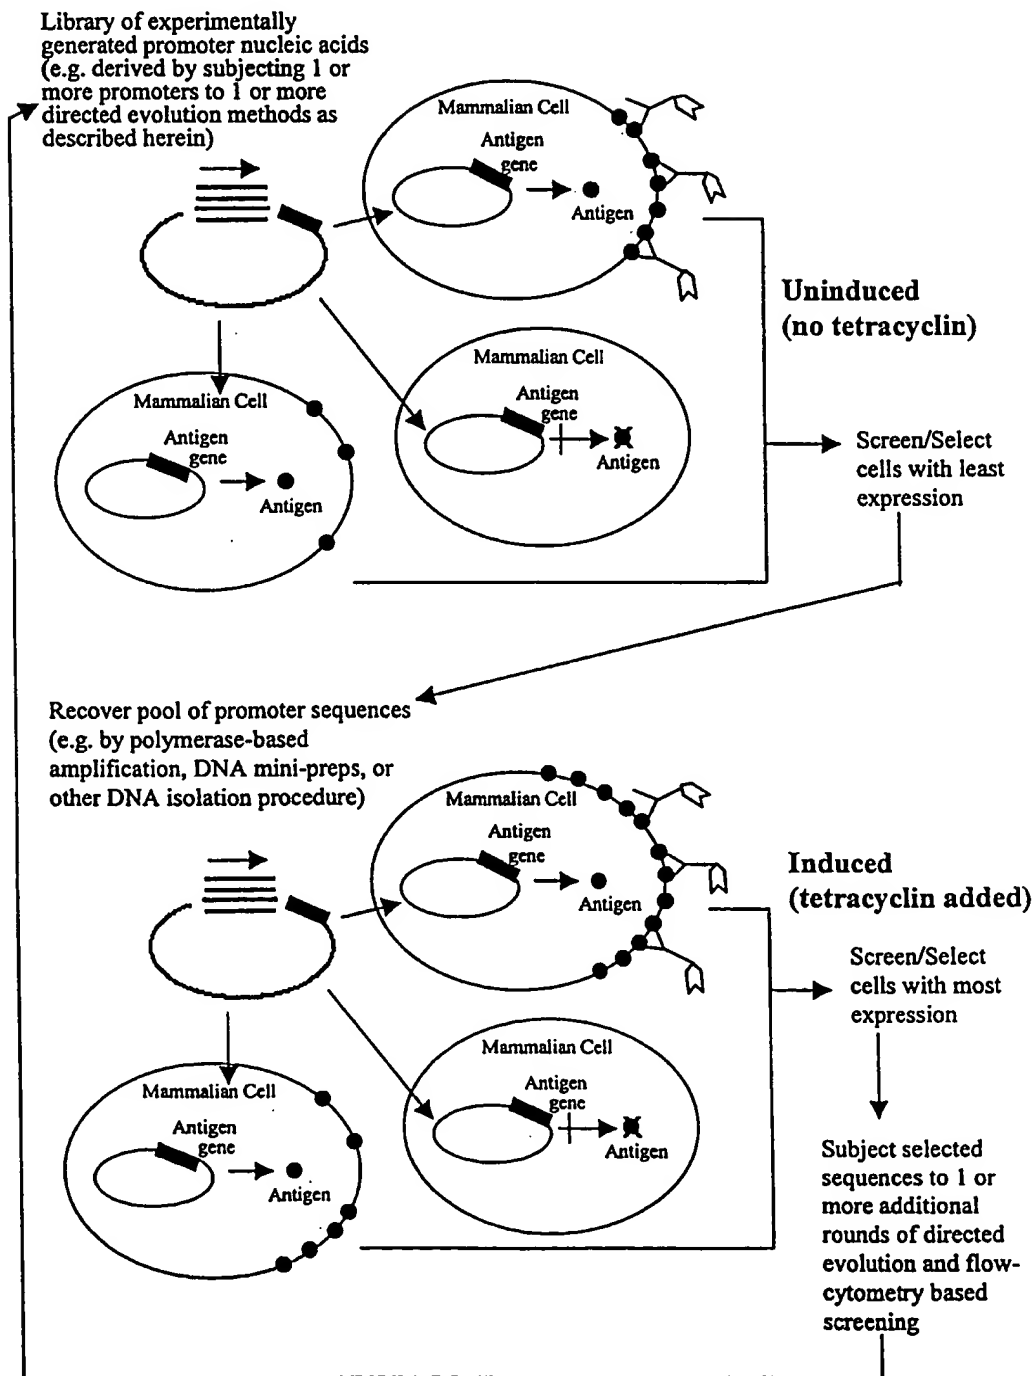 Library of experimentally
generated promoter nucleic acids
(e.g. derived by subjecting 1 or
more promoters to 1 or more
directed evolution methods as
described herein)
Mammalian Cell
Antigen
gene
Antigen
Uninduced
(no tetracyclin)
Mammalian Cell
Antigen
gene
Antigen
Mammalian Cell
Antigen
gene
Antigen
Screen/Select
cells with least
expression
Recover pool of promoter sequences
(e.g. by polymerase-based
amplification, DNA mini-preps, or
other DNA isolation procedure)
Mammalian Cell
Antigen
gene
Antigen
Induced
(tetracyclin added)
Screen/Select
cells with most
expression
Mammalian Cell
Antigen
gene
Antigen
Mammalian Cell
Antigen
gene
Antigen
Subject selected
sequences to 1 or
more additional
rounds of directed
evolution and flow-
cytometry based
screening